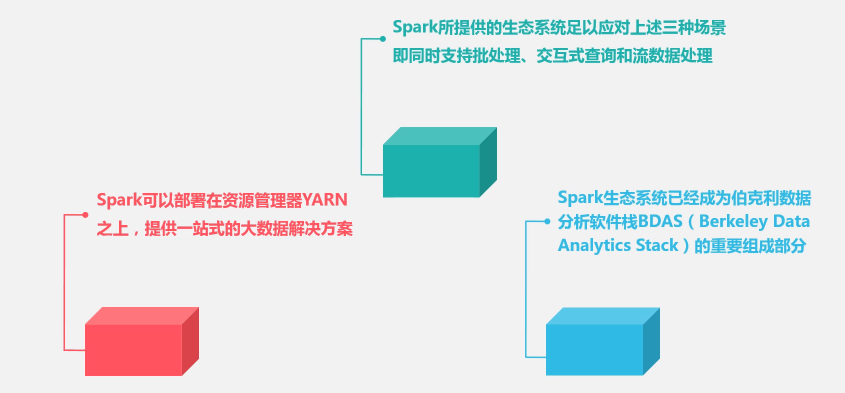 Spark所提供的生态系统足以应对上述三种场景
即同时支持批处理、交互式查询和流数据处理
Spark可以部署在资源管理器YARN
之上，提供一站式的大数据解决方案
Spark生态系统已经成为伯克利数据
分析软件栈BDAS（Berkeley Data
Analytics Stack）的重要组成部分